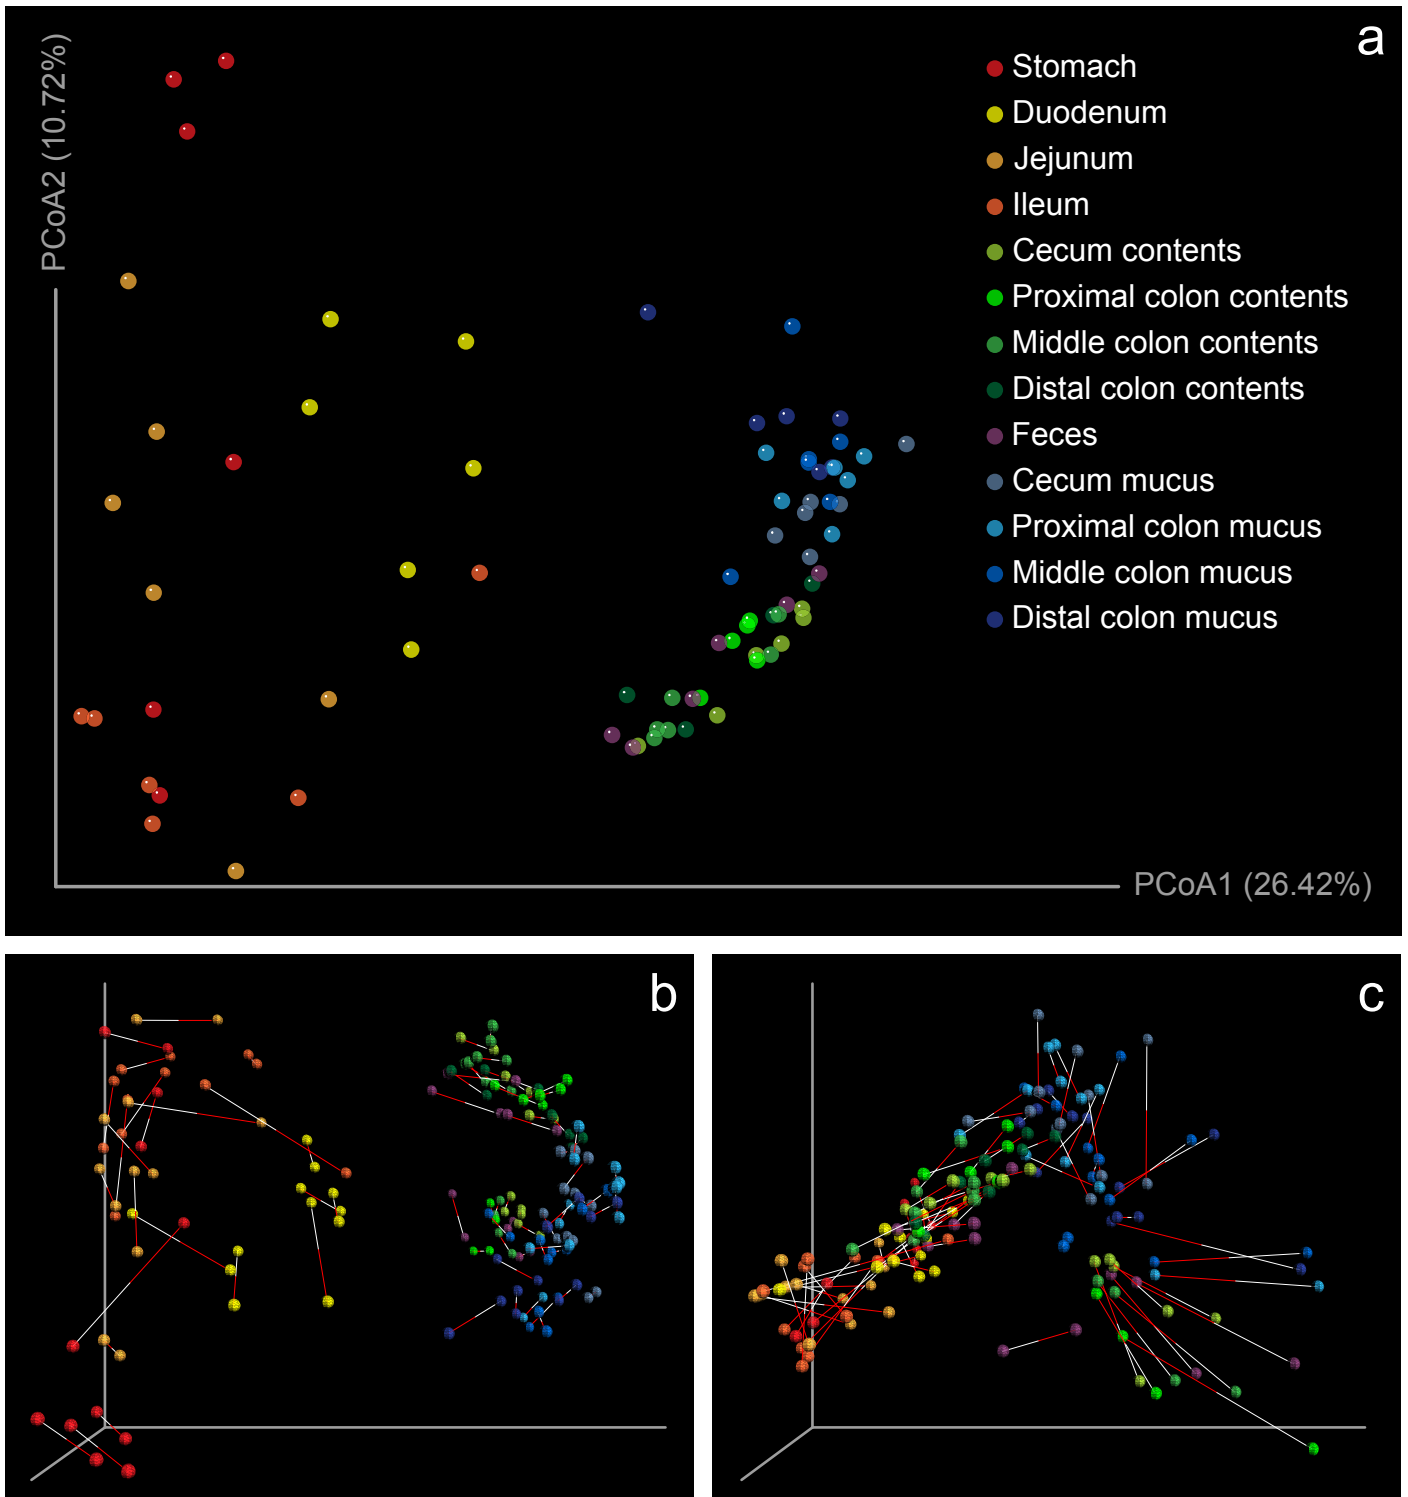 a
PCoA2 (10.72%)
Stomach
Duodenum
Jejunum
Ileum
Cecum contents
Proximal colon contents
Middle colon contents
Distal colon contents
Feces
Cecum mucus
Proximal colon mucus
Middle colon mucus
Distal colon mucus
PCoA1 (26.42%)
b
c